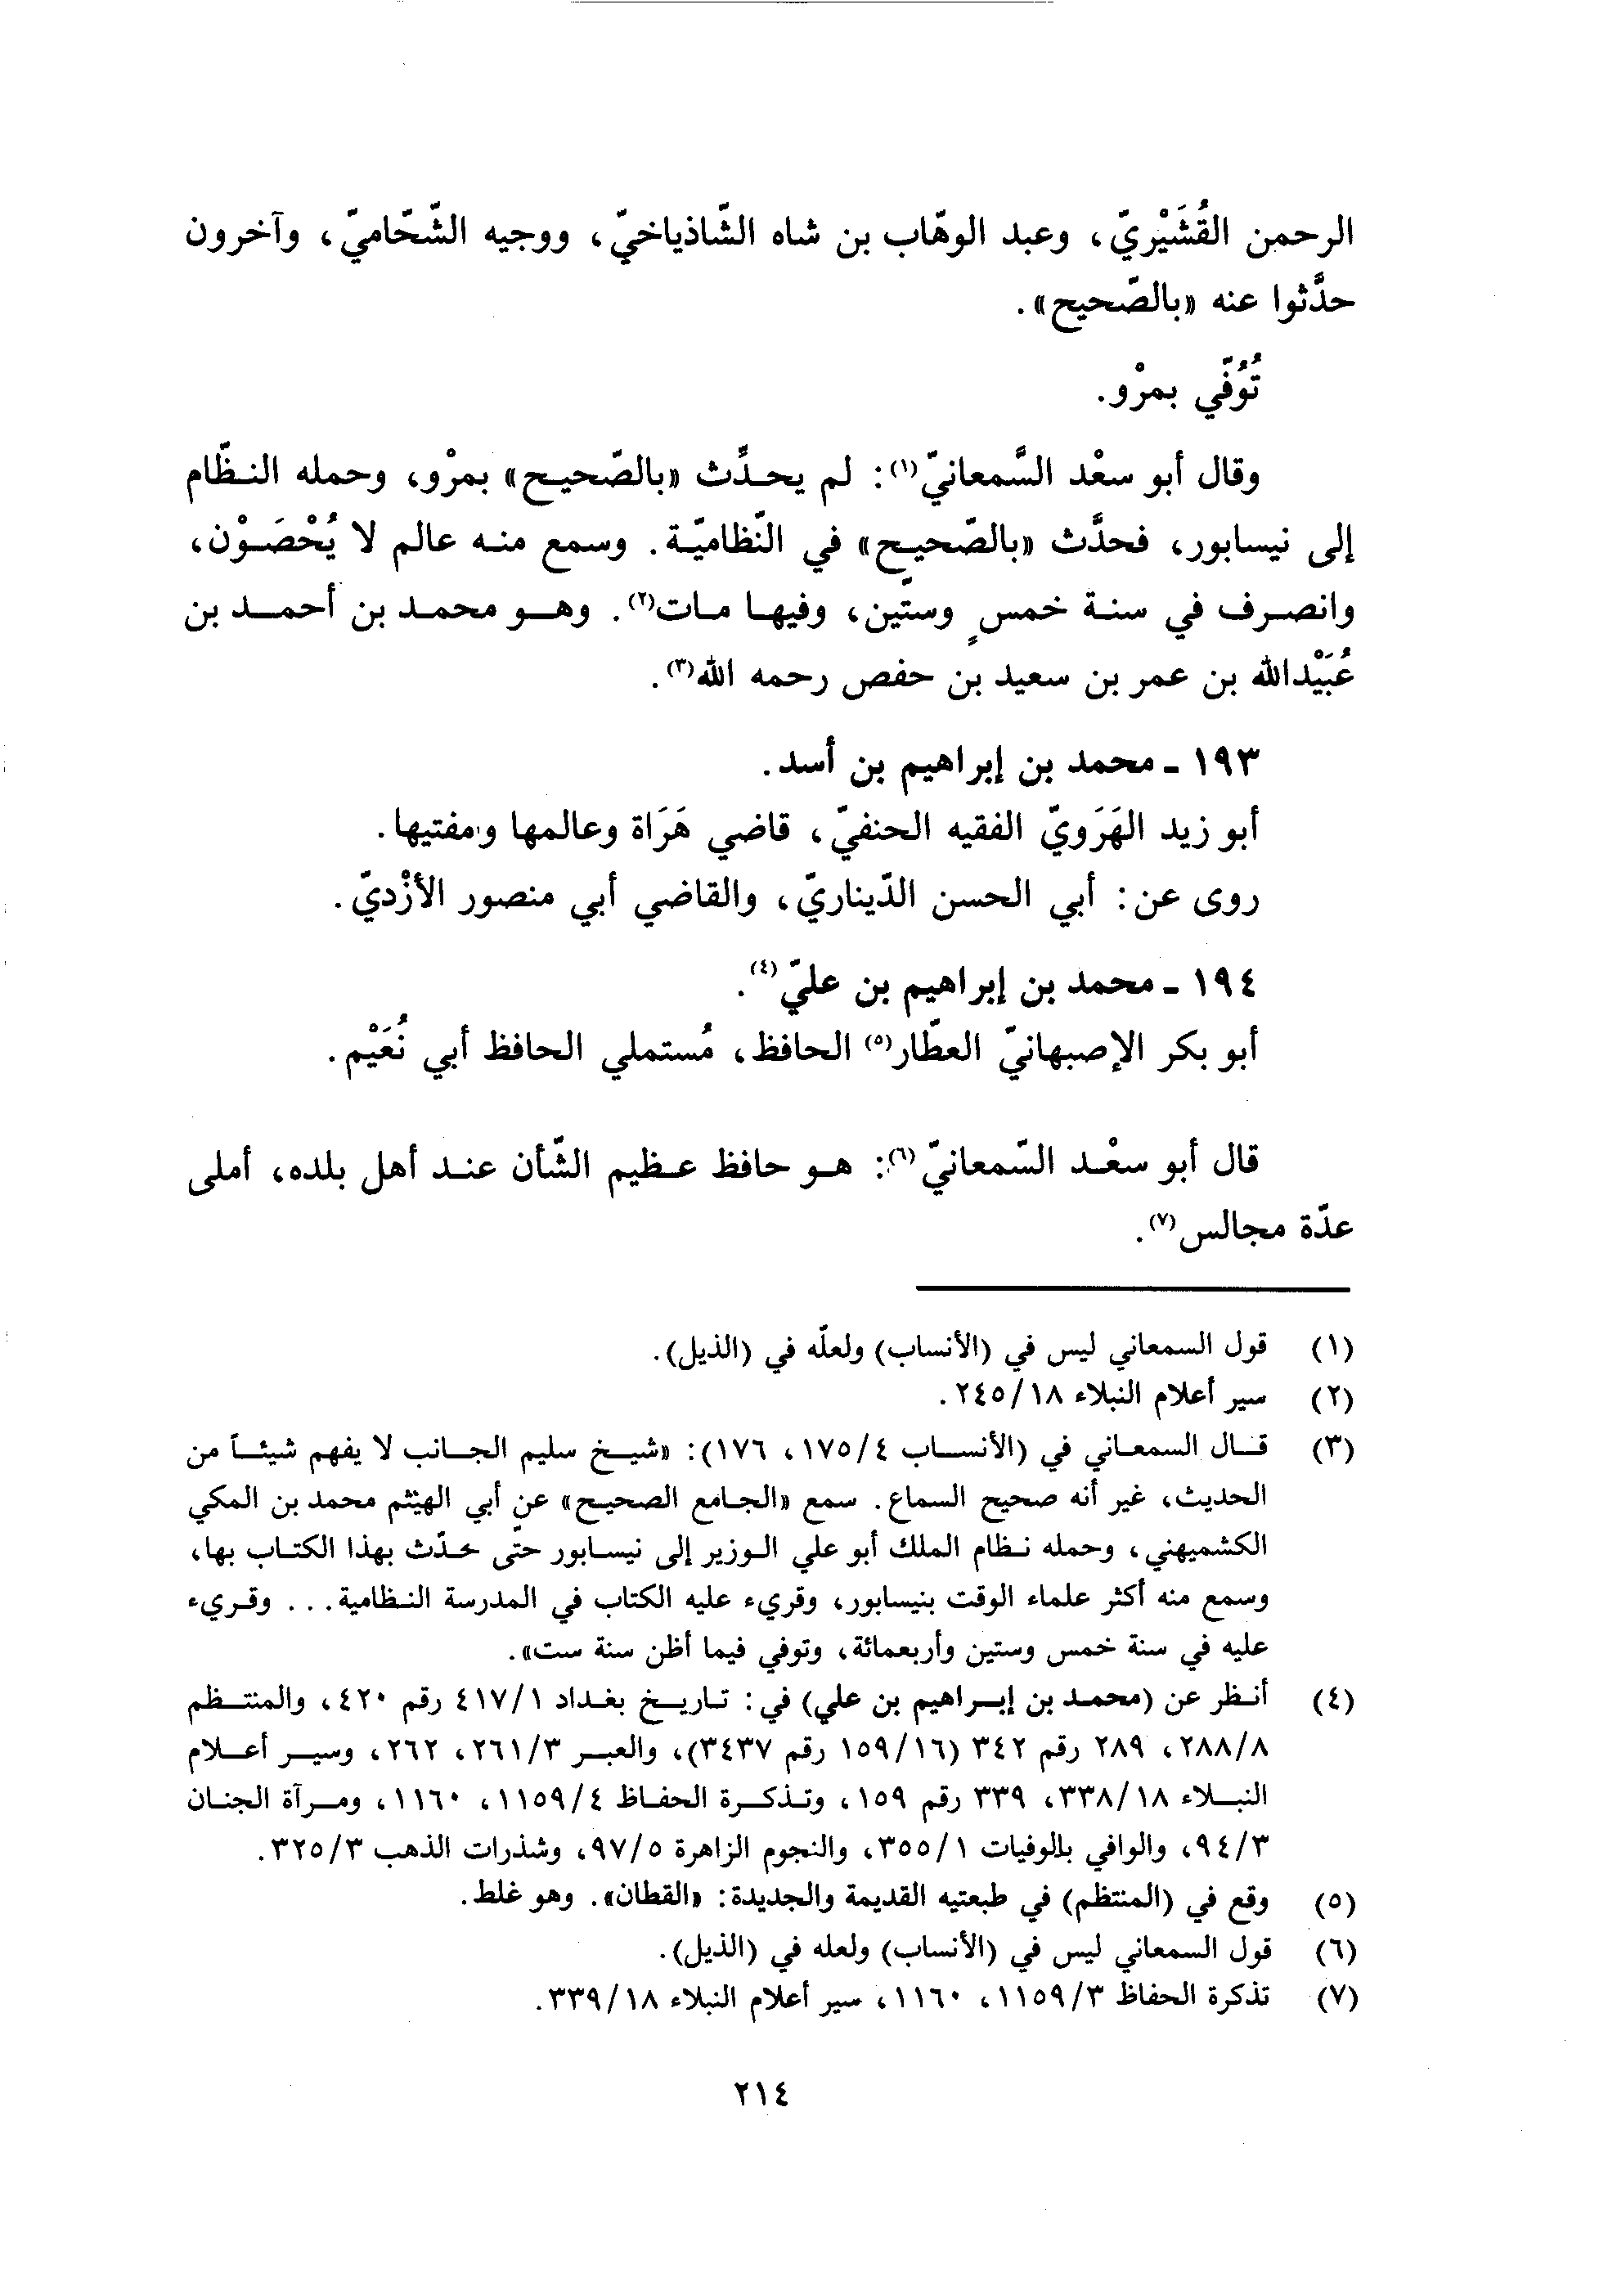 الرحمن القُشَيْريّ، وعبد الوهّاب بن شاه الشّاذياخيّ، ووجيه الشّحّاميّ، وآخرون
حدَّثوا عنه «بالصّحيح».
تُوُفّي بمرْو.
وقال أبو سعْد السَّمعانيّ(١): لم يحدِّث «بالصّحيح» بمرْو، وحمله النظّام
إلى نيسابور، فحدَّث «بالصّحيح» في النّظاميّة. وسمع منه عالم لا يُحْصَوْن،
وانصرف في سنة خمسٍ وستّين، وفيها مات(٢). وهو محمد بن أحمد بن
عُبَيْدالله بن عمر بن سعيد بن حفص رحمه الله(٣).
١٩٣ ـ محمد بن إبراهيم بن أسد.
أبو زيد الهَرَويّ الفقيه الحنفيّ، قاضي هَرَاة وعالمها ومفتيها.
روى عن: أبي الحسن الدّيناريّ، والقاضي أبي منصور الأزْديّ.
١٩٤ ـ محمد بن إبراهيم بن عليّ(٤).
أبو بكر الإصبهانيّ العطّار(٥) الحافظ، مُستملي الحافظ أبي نُعَيْم.
قال أبو سعْد السّمعانيّ(٦): هو حافظ عظيم الشّأن عند أهل بلده، أملى
عدّة مجالس(٧).
(١) قول السمعاني ليس في (الأنساب) ولعلّه في (الذيل).
(٢) سير أعلام النبلاء ٢٤٥/١٨.
(٣) قال السمعاني في (الأنساب ١٧٥/٤، ١٧٦): «شيخ سليم الجانب لا يفهم شيئاً من
الحديث، غير أنه صحيح السماع. سمع «الجامع الصحيح» عن أبي الهيثم محمد بن المكي
الكشميهني، وحمله نظام الملك أبو علي الوزير إلى نيسابور حتّى حدّث بهذا الكتاب بها،
وسمع منه أكثر علماء الوقت بنيسابور، وقريء عليه الكتاب في المدرسة النظامية... وقريء
عليه في سنة خمس وستين وأربعمائة، وتوفي فيما أظن سنة ست».
(٤) أنظر عن (محمد بن إبراهيم بن علي) في: تاريخ بغداد ٤١٧/١ رقم ٤٢٠، والمنتظم
٢٨٨/٨، ٢٨٩ رقم ٣٤٢ (١٥٩/١٦ رقم ٣٤٣٧)، والعبر ٢٦١/٣، ٢٦٢، وسير أعلام
النبلاء ٣٣٨/١٨، ٣٣٩ رقم ١٥٩، وتذكرة الحفاظ ١١٥٩/٤، ١١٦٠، ومرآة الجنان
٩٤/٣، والوافي بالوفيات ٣٥٥/١، والنجوم الزاهرة ٩٧/٥، وشذرات الذهب ٣٢٥/٣.
(٥) وقع في (المنتظم) في طبعتيه القديمة والجديدة: «القطان». وهو غلط.
(٦) قول السمعاني ليس في (الأنساب) ولعله في (الذيل).
(٧) تذكرة الحفاظ ١١٥٩/٣، ١١٦٠، سير أعلام النبلاء ٣٣٩/١٨.
٢١٤